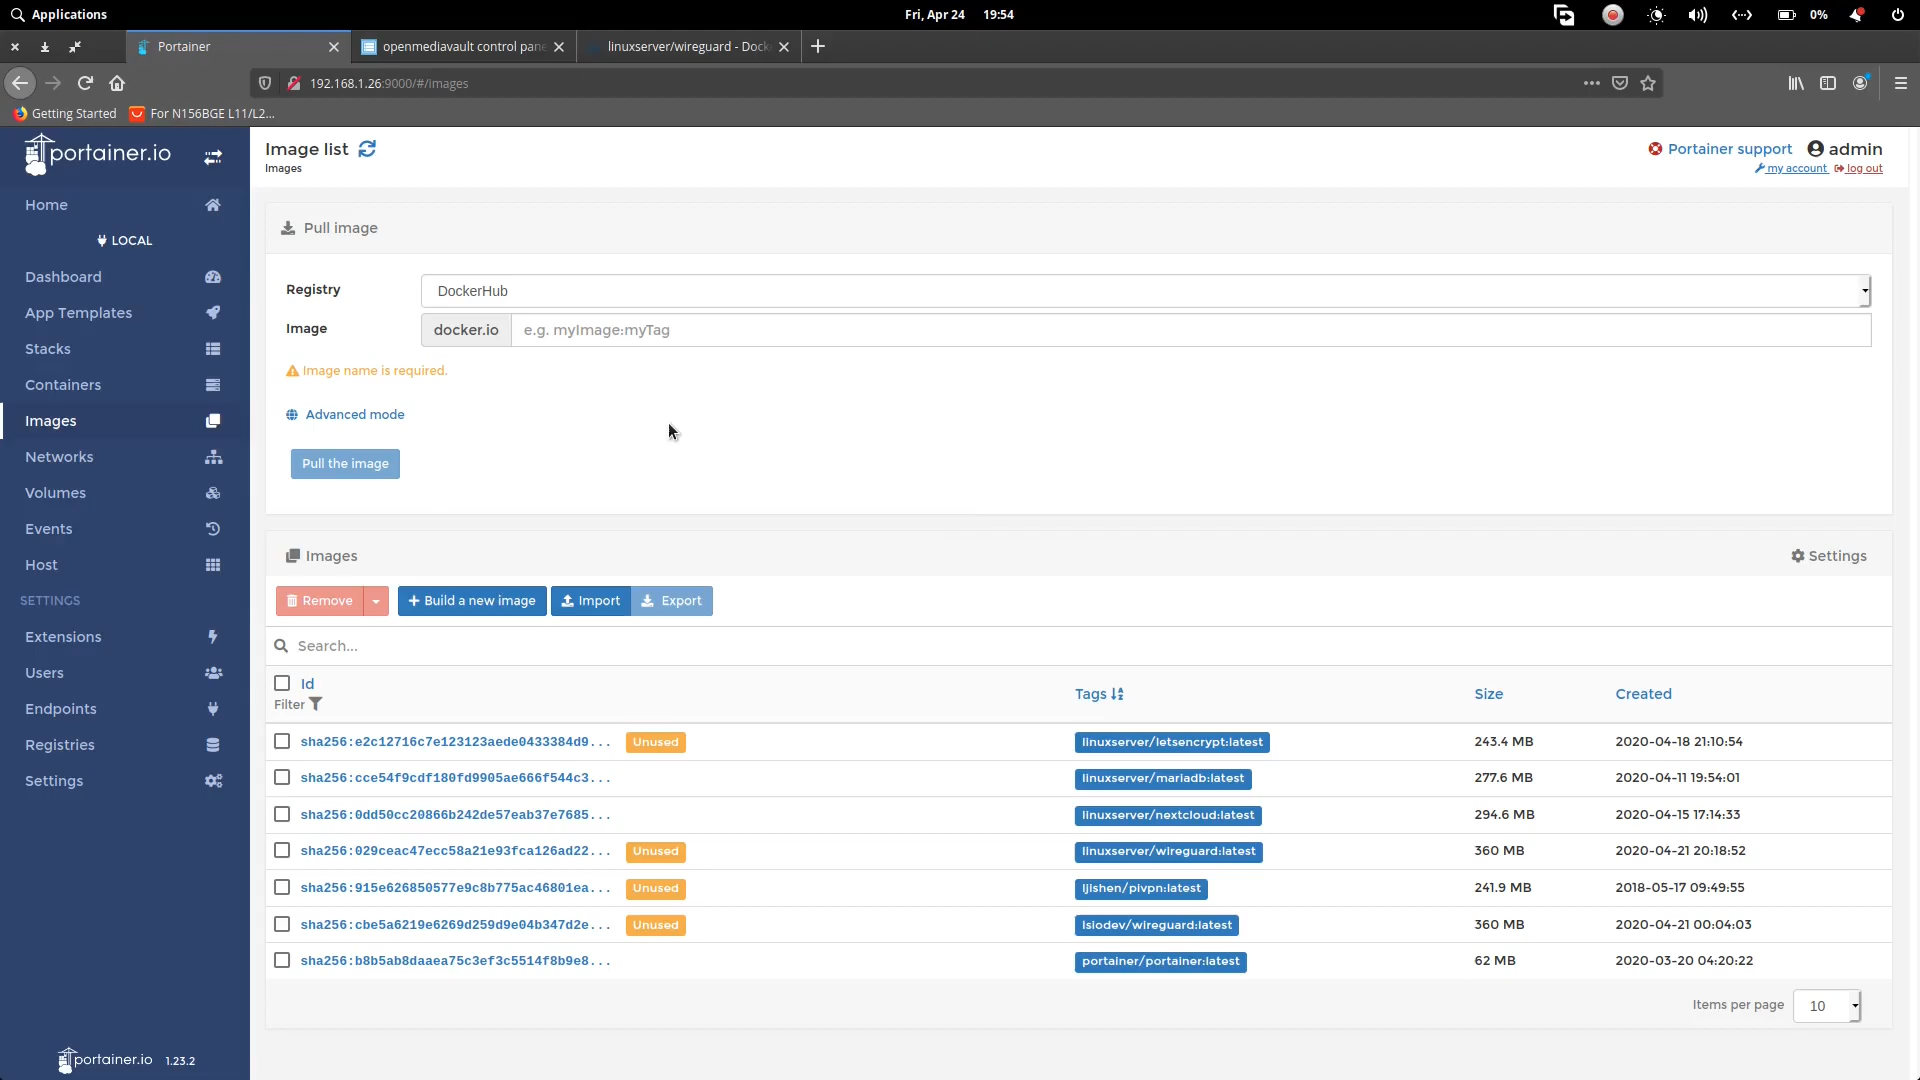 Applications
Fri, Apr 24 19:54
0%
Portainer
openmediavault control pane
linuxserver/wireguard - Dock
192.168.1.26:9000/#/images
Getting Started
For N156BGE L11/L2...
portainer.io
Image list
Images
Portainer support
admin
my account
log out
Home
LOCAL
Dashboard
App Templates
Stacks
Containers
Images
Networks
Volumes
Events
Host
SETTINGS
Extensions
Users
Endpoints
Registries
Settings
portainer.io 1.23.2
Pull image
Registry
DockerHub
Image
docker.io
e.g. myImage:myTag
Image name is required.
Advanced mode
Pull the image
Images
Settings
Remove
Build a new image
Import
Export
Search...
Id
Filter
Tags
Size
Created
sha256:e2c12716c7e123123aede0433384d9... Unused linuxserver/letsencrypt:latest 243.4 MB 2020-04-18 21:10:54
sha256:cce54f9cdf180fd9905ae666f544c3... linuxserver/mariadb:latest 277.6 MB 2020-04-11 19:54:01
sha256:0dd50cc20866b242de57eab37e7685... linuxserver/nextcloud:latest 294.6 MB 2020-04-15 17:14:33
sha256:029ceac47ecc58a21e93fca126ad22... Unused linuxserver/wireguard:latest 360 MB 2020-04-21 20:18:52
sha256:915e626850577e9c8b775ac46801ea... Unused ljishen/pivpn:latest 241.9 MB 2018-05-17 09:49:55
sha256:cbe5a6219e6269d259d9e04b347d2e... Unused lsiodev/wireguard:latest 360 MB 2020-04-21 00:04:03
sha256:b8b5ab8daaea75c3ef3c5514f8b9e8... portainer/portainer:latest 62 MB 2020-03-20 04:20:22
Items per page 10